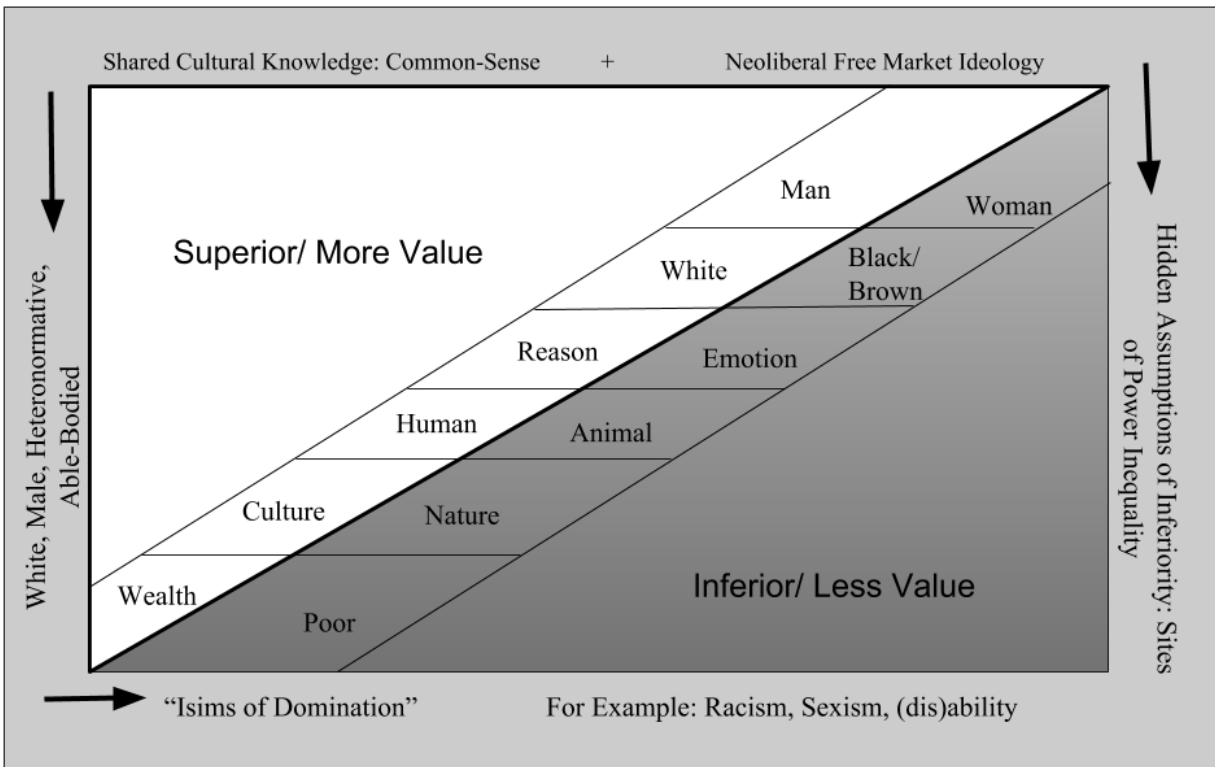 Shared Cultural Knowledge: Common-Sense + Neoliberal Free Market Ideology
White, Male, Heteronormative,
Able-Bodied
Superior/ More Value
Man
Woman
White
Black/
Brown
Reason
Emotion
Human
Animal
Culture
Nature
Wealth
Poor
Inferior/ Less Value
Hidden Assumptions of Inferiority: Sites
of Power Inequality
“Isims of Domination” For Example: Racism, Sexism, (dis)ability